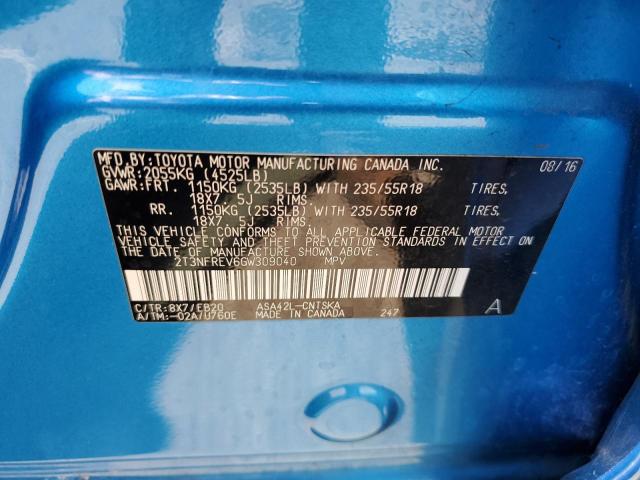 MFD.BY:TOYOTA MOTOR MANUFACTURING CANADA INC. 08/16
GVWR:2055KG (4525LB)
GAWR:FRT. 1150KG (2535LB) WITH 235/55R18 TIRES,
18X7 5J RIMS.
RR. 1150KG (2535LB) WITH 235/55R18 TIRES,
18X7 5J RIMS.
THIS VEHICLE CONFORMS TO ALL APPLICABLE FEDERAL MOTOR
VEHICLE SAFETY AND THEFT PREVENTION STANDARDS IN EFFECT ON
THE DATE OF MANUFACTURE SHOWN ABOVE.
2T3NFREV6GW309040 MPV
C/TR:8X7/FB20 ASA42L-CNTSKA
A/TM:-02A/U760E MADE IN CANADA 247 A